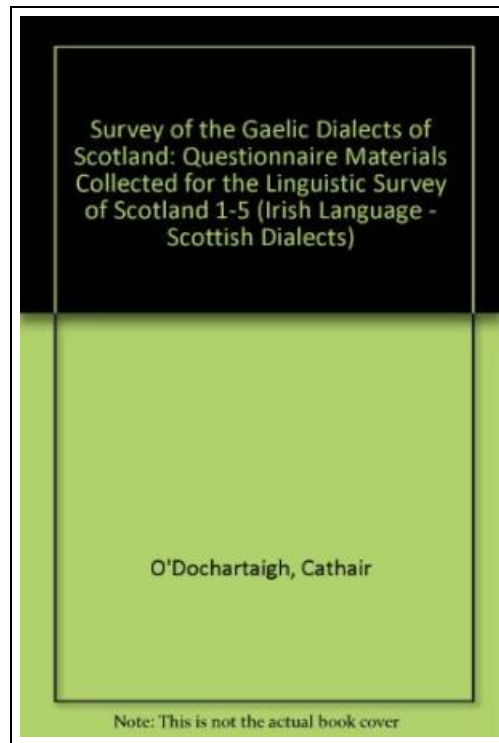 Survey of the Gaelic Dialects of
Scotland: Questionnaire Materials
Collected for the Linguistic Survey
of Scotland 1-5 (Irish Language -
Scottish Dialects)
O'Dochartaigh, Cathair
Note: This is not the actual book cover